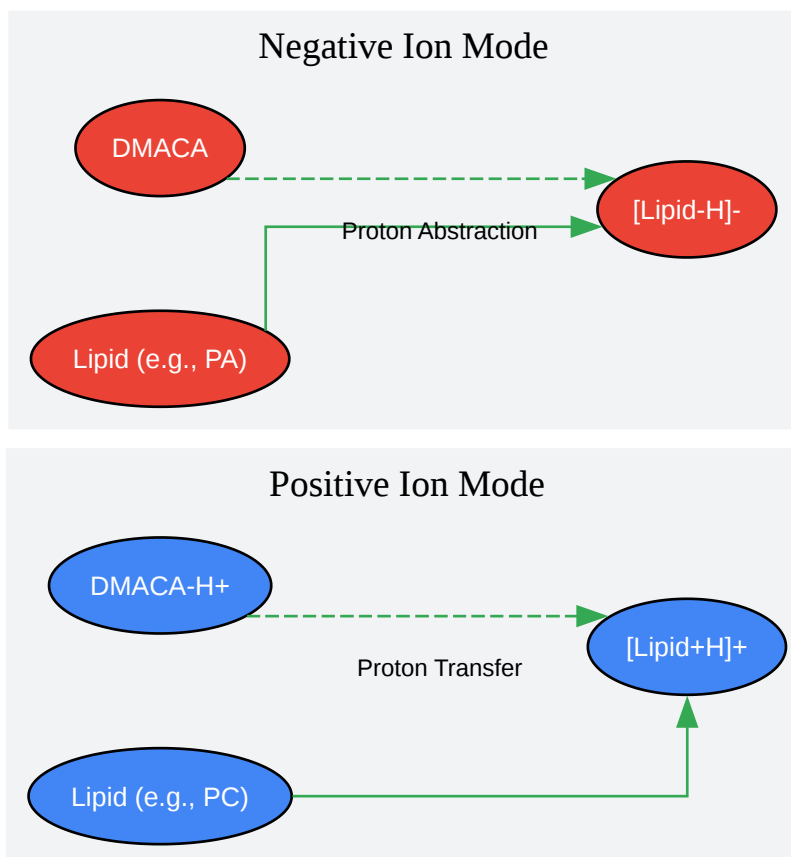 Negative Ion Mode
DMACA
[Lipid-H]-
Proton Abstraction
Lipid (e.g., PA)
Positive Ion Mode
DMACA-H+
[Lipid+H]+
Proton Transfer
Lipid (e.g., PC)